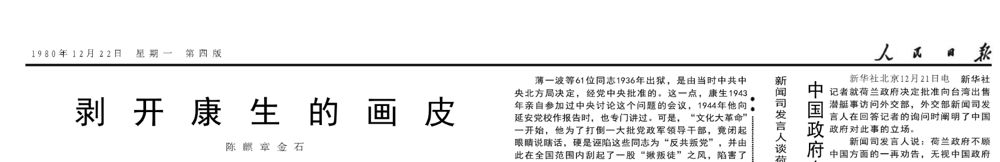 1980年12月22日 星期一 第四版
人民日报
剥开康生的画皮
陈麒章金石
薄一波等61位同志1936年出狱，是由当时中共中
央北方局决定，经党中央批准的。这一点，康生1943
年亲自参加过中央讨论这个问题的会议，1944年他向
延安党校作报告时，也专门讲过。可是，“文化大革命”
一开始，他为了打倒一大批党政军领导干部，竟闭起
眼睛说瞎话，硬是诬陷这些同志为“反共叛党”，并由
此在全国范围内刮起了一股“揪叛徒”之风，陷害了
新闻司发言人谈荷
中国政府
新华社北京12月21日电 新华社
记者就荷兰政府决定批准向台湾出售
潜艇事访问外交部，外交部新闻司发
言人在回答记者的询问时阐明了中国
政府对此事的立场。
新闻司发言人说：荷兰政府不顾
中国方面的一再劝告，无视中国政府